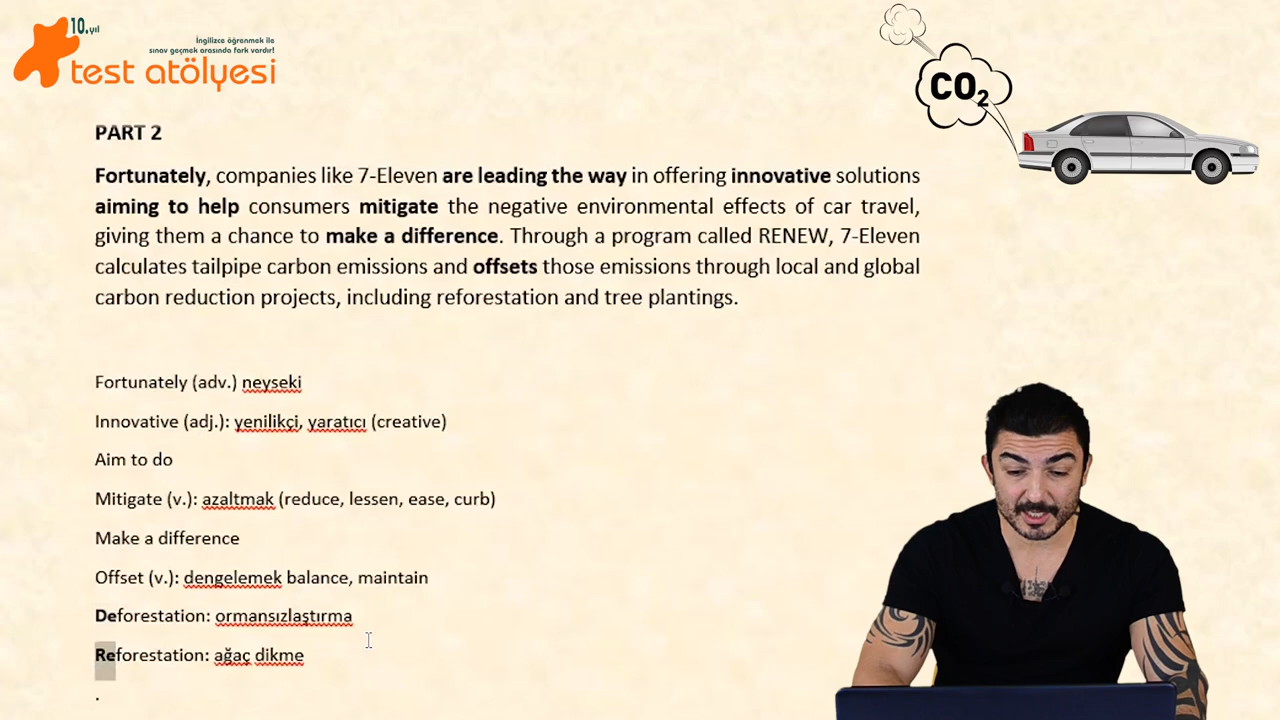 10.yıl
İngilizce öğrenmek ile
sınav geçmek arasında fark vardır!
test atölyesi
CO2
PART 2
Fortunately, companies like 7-Eleven are leading the way in offering innovative solutions
aiming to help consumers mitigate the negative environmental effects of car travel,
giving them a chance to make a difference. Through a program called RENEW, 7-Eleven
calculates tailpipe carbon emissions and offsets those emissions through local and global
carbon reduction projects, including reforestation and tree plantings.
Fortunately (adv.) neyseki
Innovative (adj.): yenilikçi, yaratıcı (creative)
Aim to do
Mitigate (v.): azaltmak (reduce, lessen, ease, curb)
Make a difference
Offset (v.): dengelemek balance, maintain
Deforestation: ormansızlaştırma
Reforestation: ağaç dikme
.